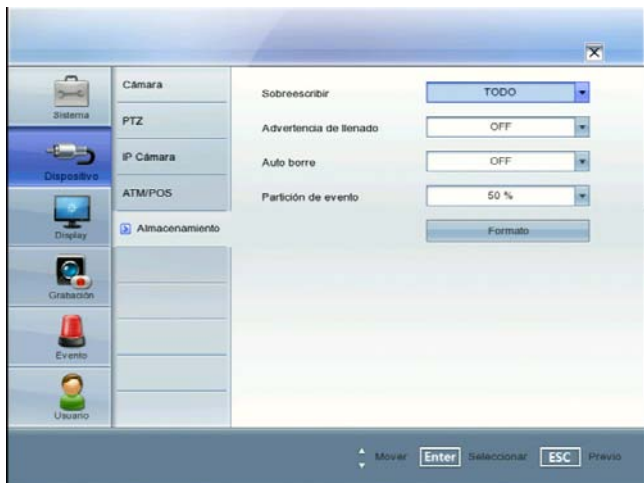 Sistema
Dispositivo
Display
Grabación
Evento
Usuario
Cámara
PTZ
IP Cámara
ATM/POS
Almacenamiento
Sobreescribir TODO
Advertencia de llenado OFF
Auto borre OFF
Partición de evento 50 %
Formato
Mover Enter Seleccionar ESC Previo